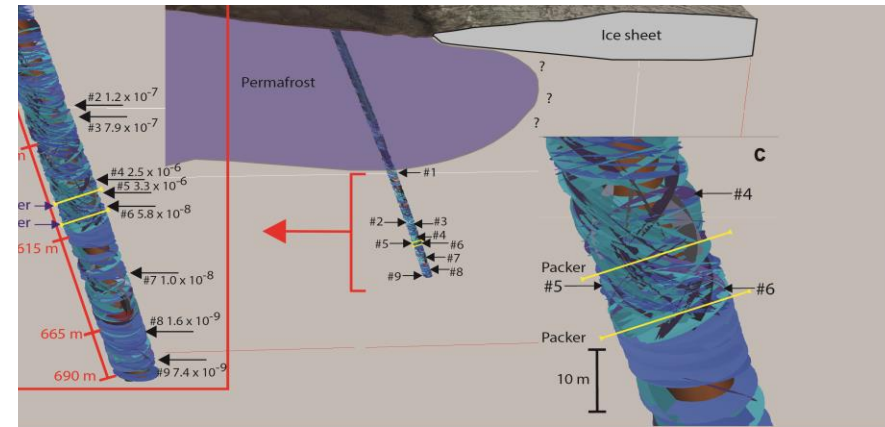 #2 1.2 x 10⁻⁷
#3 7.9 x 10⁻⁷
m
#4 2.5 x 10⁻⁶
#5 3.3 x 10⁻⁶
er
#6 5.8 x 10⁻⁸
er
615 m
#7 1.0 x 10⁻⁸
#8 1.6 x 10⁻⁹
665 m
#9 7.4 x 10⁻⁹
690 m
Permafrost
Ice sheet
?
?
?
#1
#2
#3
#4
#5
#6
#7
#8
#9
c
#4
Packer
#5
#6
Packer
10 m